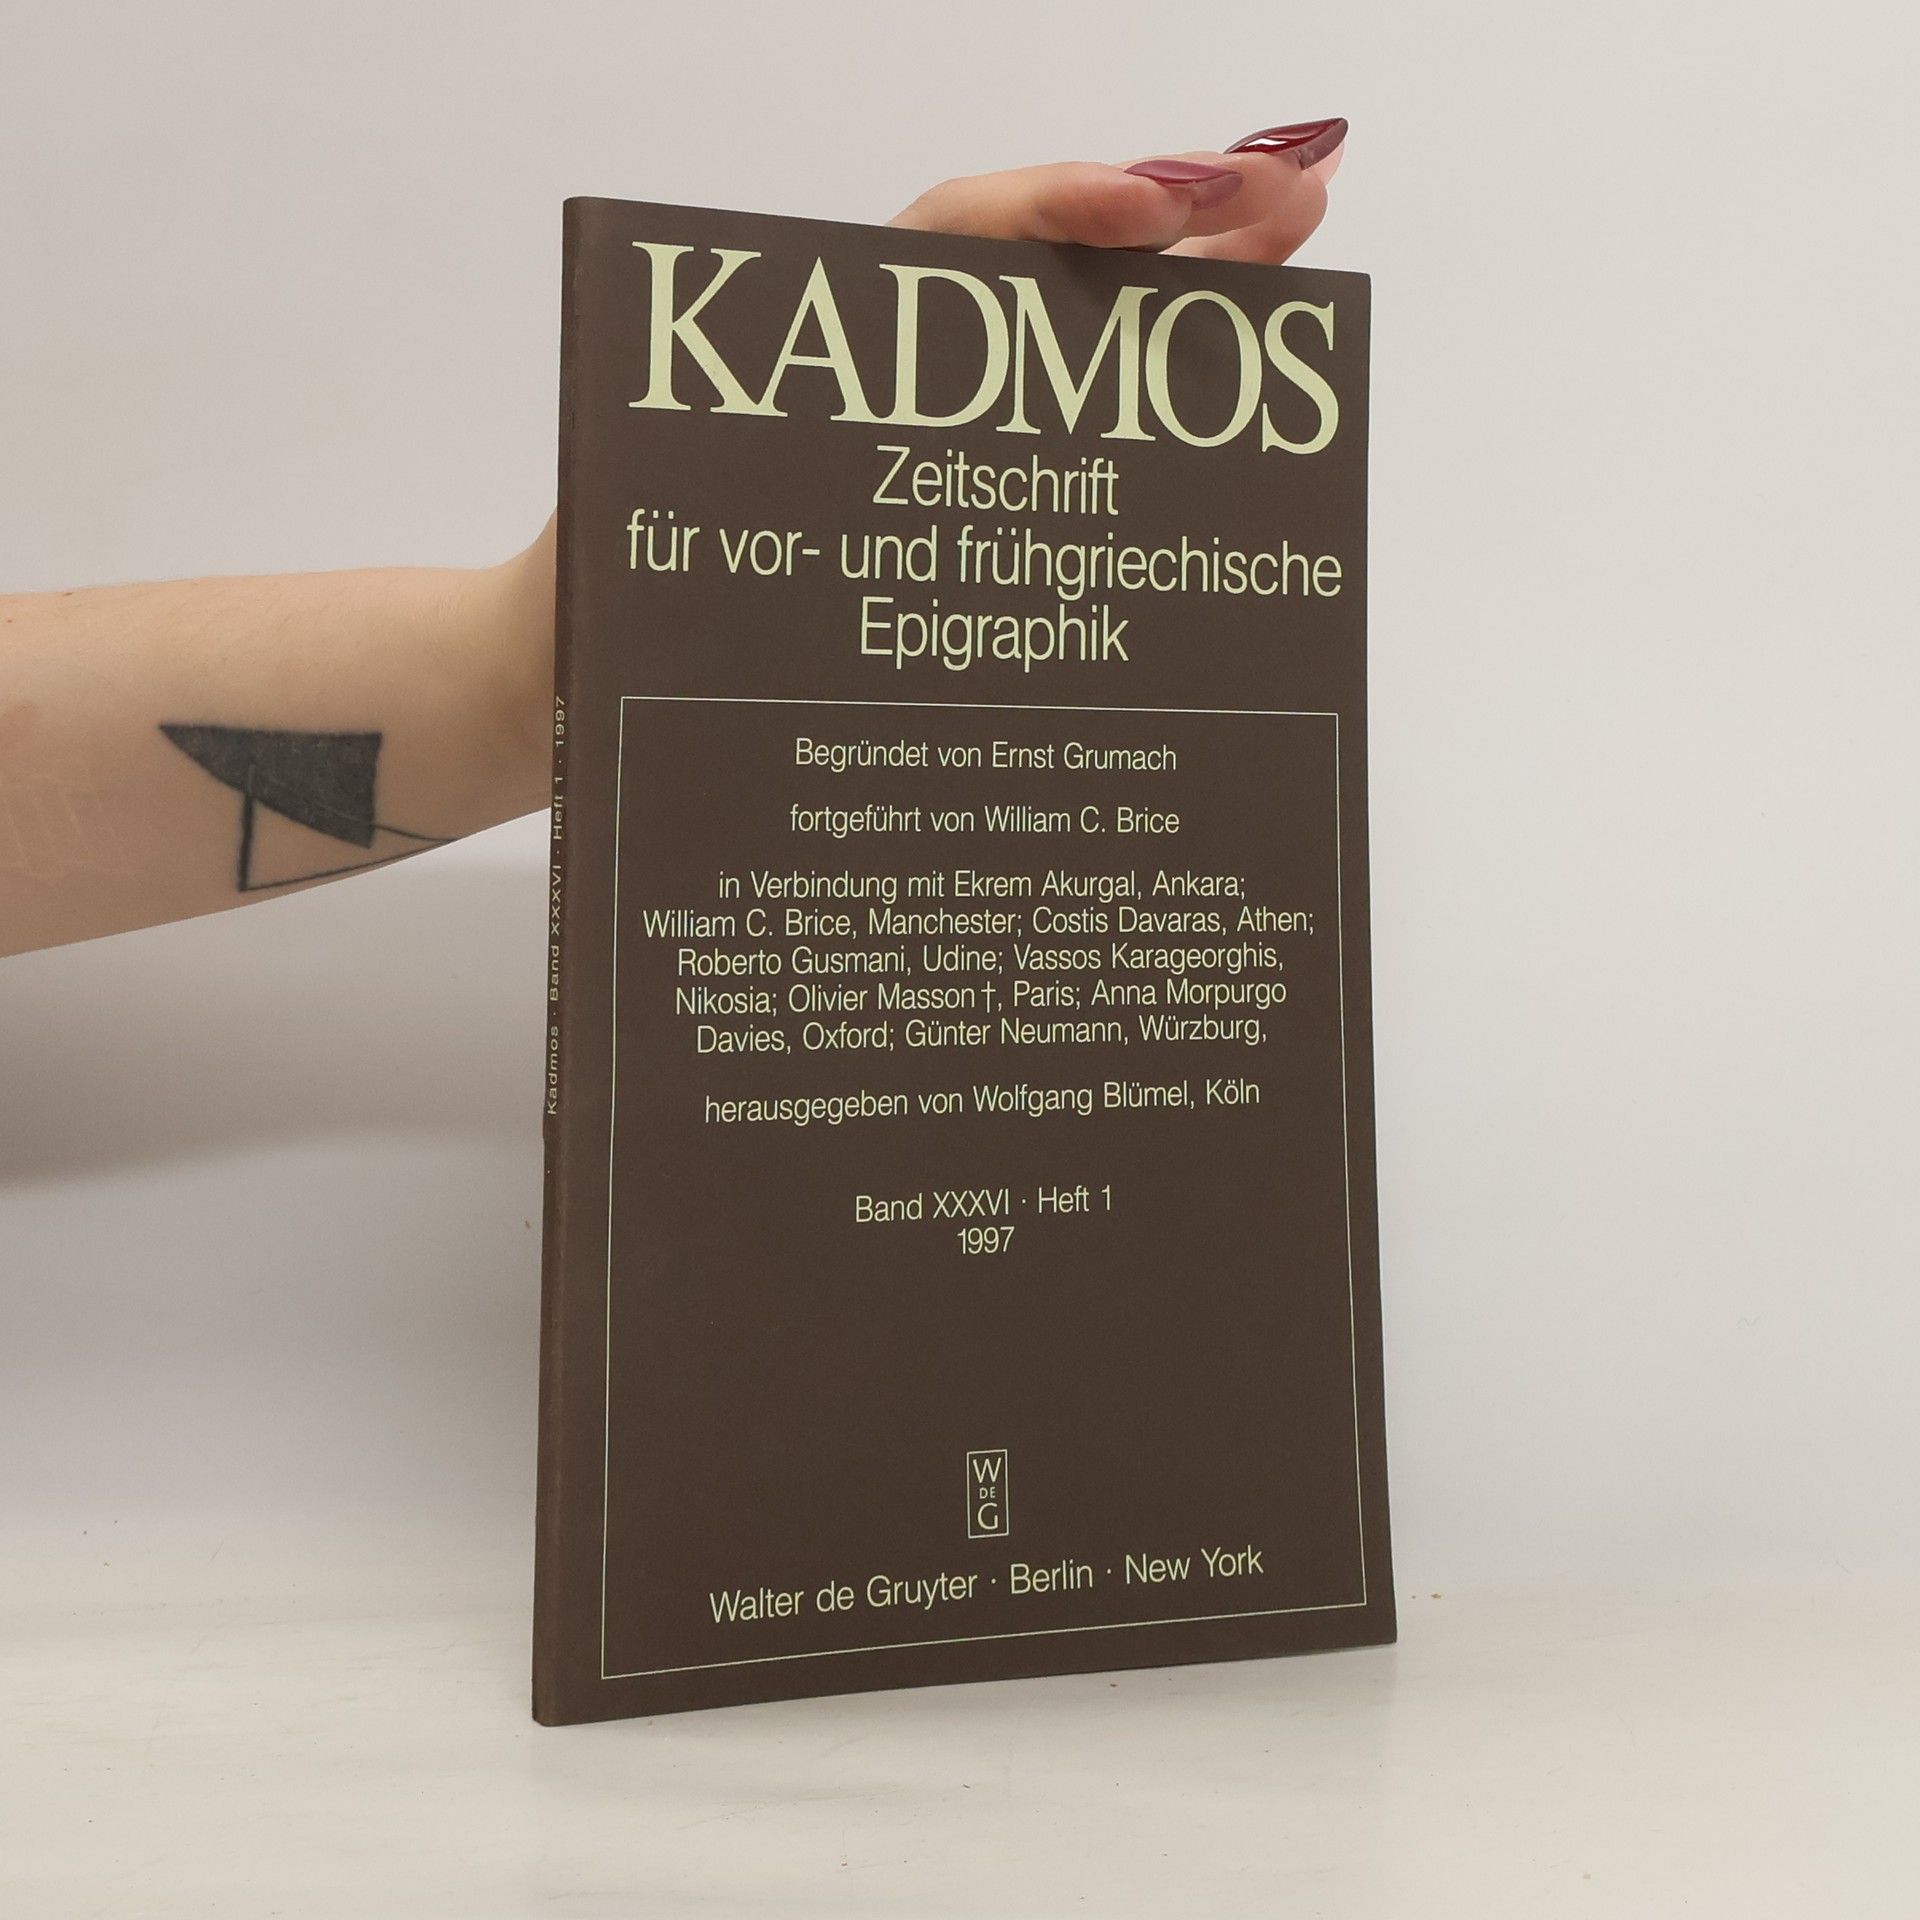 KADMOS
Zeitschrift
für vor- und frühgriechische
Epigraphik
Begründet von Ernst Grumach
fortgeführt von William C. Brice
in Verbindung mit Ekrem Akurgal, Ankara;
William C. Brice, Manchester; Costis Davaras, Athen;
Roberto Gusmani, Udine; Vassos Karageorghis,
Nikosia; Olivier Masson †, Paris; Anna Morpurgo
Davies, Oxford; Günter Neumann, Würzburg,
herausgegeben von Wolfgang Blümel, Köln
Band XXXVI · Heft 1
1997
W
DE
G
Walter de Gruyter · Berlin · New York
Kadmos · Band XXXVI · Heft 1 · 1997